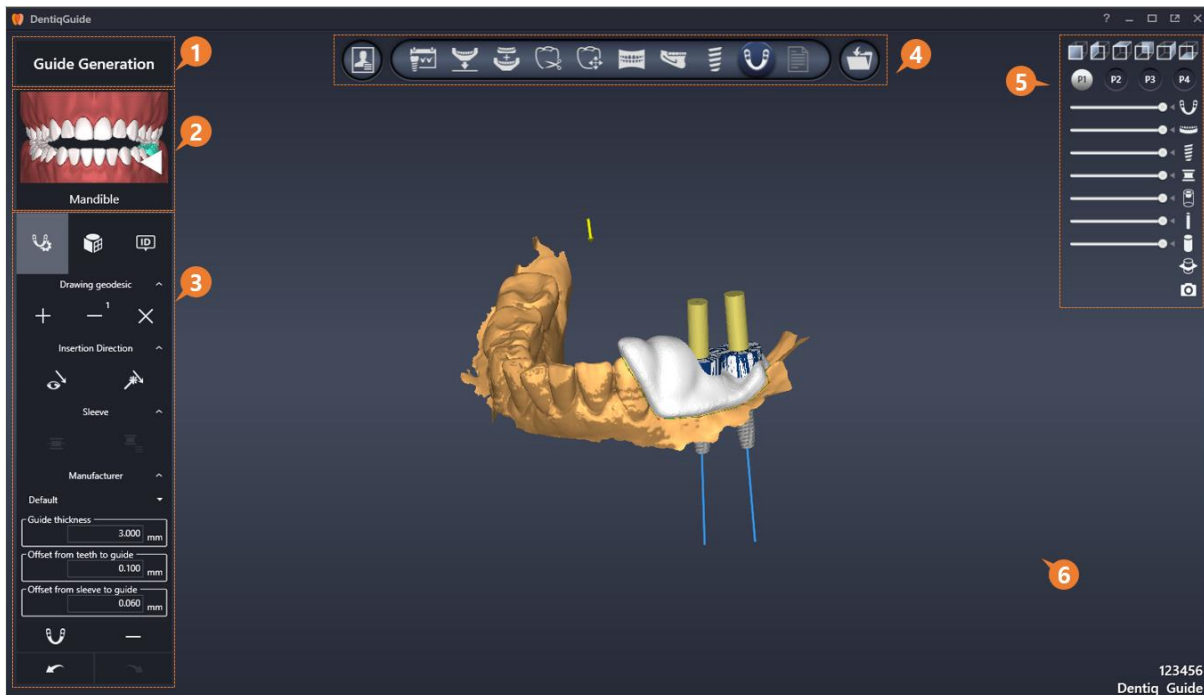 DentiqGuide
?
1
Guide Generation
2
Mandible
3
ID
Drawing geodesic
1
Insertion Direction
Sleeve
Manufacturer
Default
Guide thickness
3.000 mm
Offset from teeth to guide
0.100 mm
Offset from sleeve to guide
0.060 mm
4
5
P1 P2 P3 P4
6
123456
Dentiq Guide